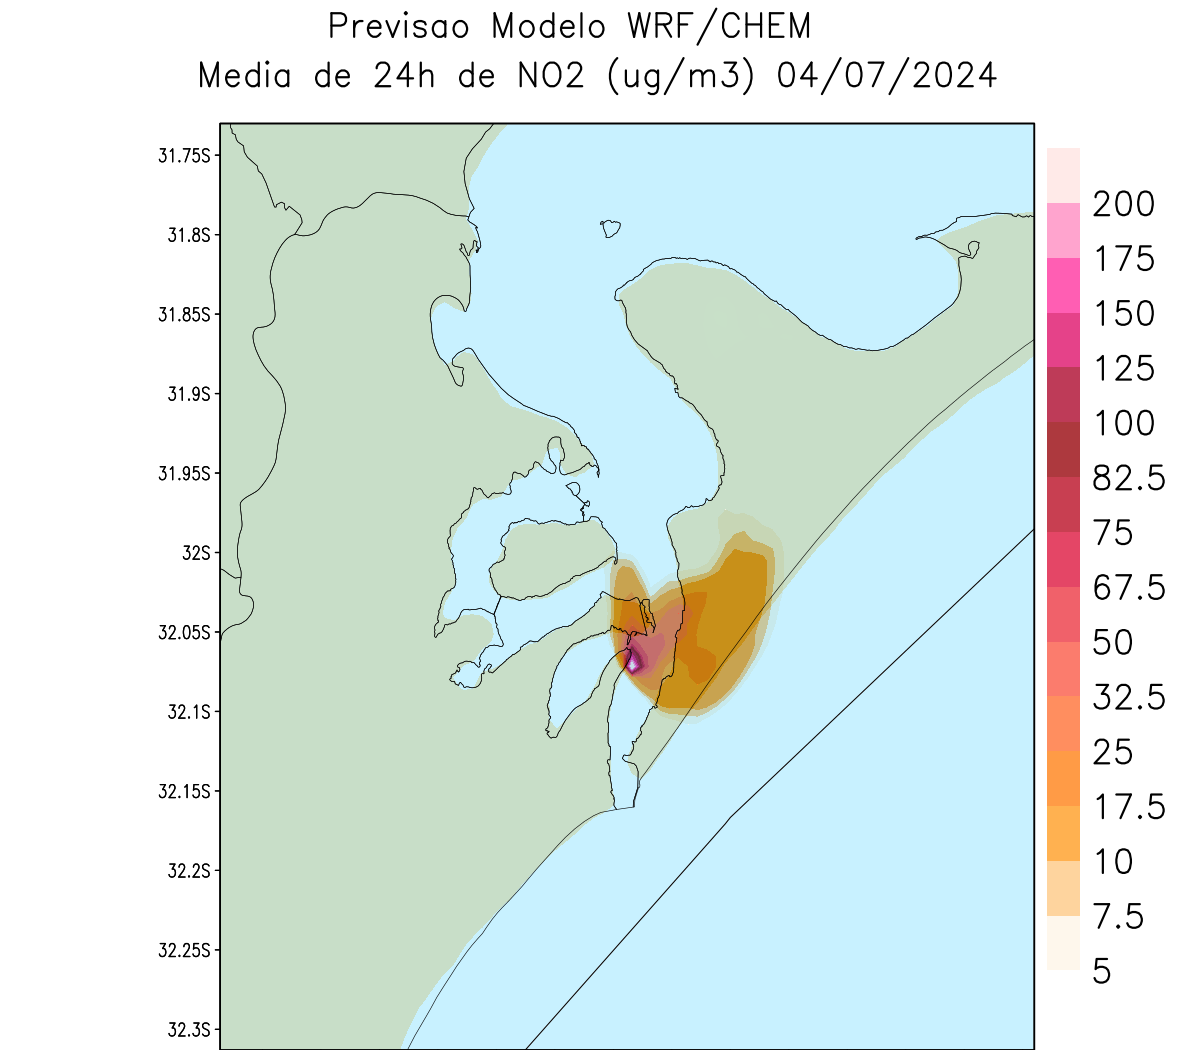 Previsao Modelo WRF/CHEM
Media de 24h de NO2 (ug/m3) 04/07/2024
31.75S
31.8S
31.85S
31.9S
31.95S
32S
32.05S
32.1S
32.15S
32.2S
32.25S
32.3S
200
175
150
125
100
82.5
75
67.5
50
32.5
25
17.5
10
7.5
5